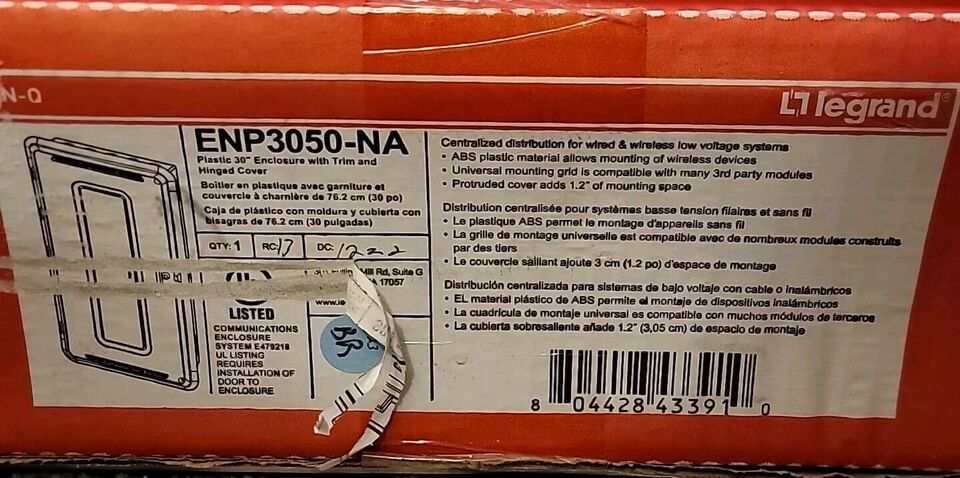 N-Q
legrand®
ENP3050-NA
Plastic 30" Enclosure with Trim and
Hinged Cover
Boîtier en plastique avec garniture et
couvercle à charnière de 76.2 cm (30 po)
Caja de plástico con moldura y cubierta con
bisagras de 76.2 cm (30 pulgadas)
QTY: 1 RC: 17 DC: 1222
Mill Rd, Suite G
17057
www.le
UL
LISTED
COMMUNICATIONS
ENCLOSURE
SYSTEM E479218
UL LISTING
REQUIRES
INSTALLATION OF
DOOR TO
ENCLOSURE
BR
Centralized distribution for wired & wireless low voltage systems
• ABS plastic material allows mounting of wireless devices
• Universal mounting grid is compatible with many 3rd party modules
• Protruded cover adds 1.2" of mounting space
Distribution centralisée pour systèmes basse tension filaires et sans fil
• Le plastique ABS permet le montage d'appareils sans fil
• La grille de montage universelle est compatible avec de nombreux modules construits
par des tiers
• Le couvercle saillant ajoute 3 cm (1.2 po) d'espace de montage
Distribución centralizada para sistemas de bajo voltaje con cable o inalámbricos
• EL material plástico de ABS permite el montaje de dispositivos inalámbricos
• La cuadrícula de montaje universal es compatible con muchos módulos de terceros
• La cubierta sobresaliente añade 1.2" (3,05 cm) de espacio de montaje
8 04428 43391 0